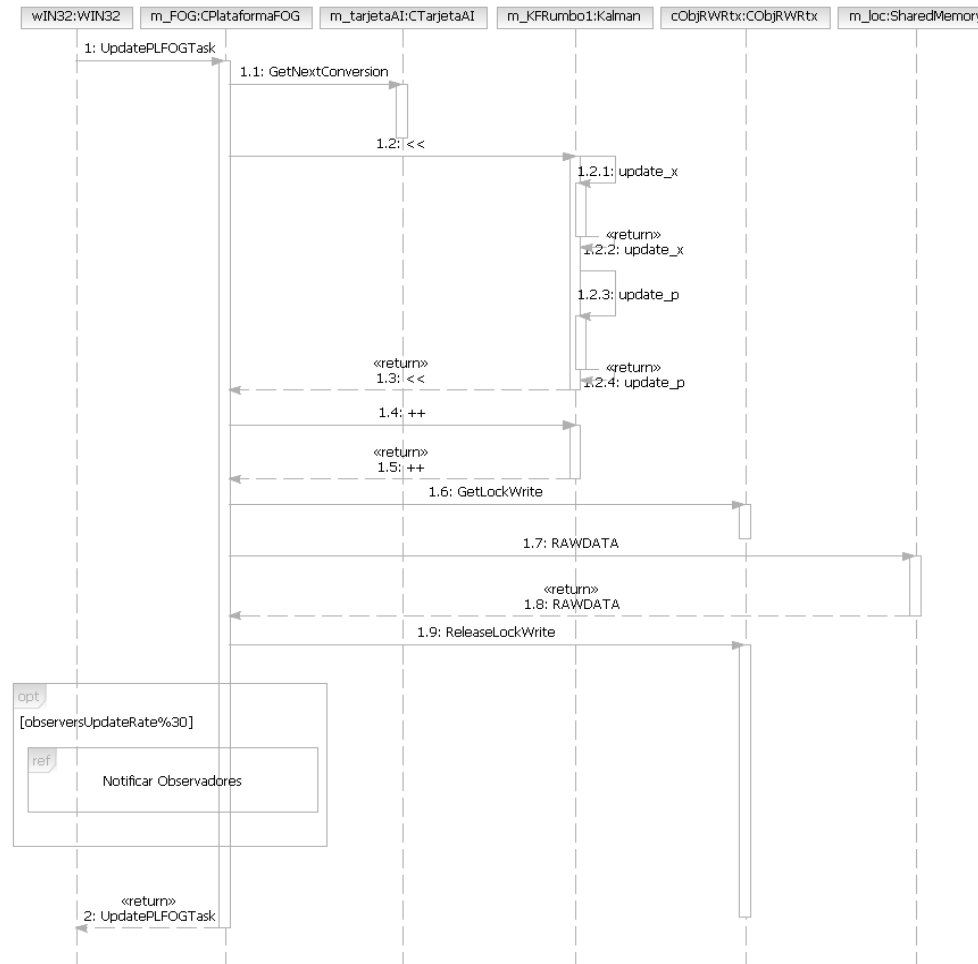 wIN32:WIN32
m_FOG:CPlataformaFOG
m_tarjetaAI:CTarjetaAI
m_KFRumbo1:Kalman
cObjRWRtx:CObjRWRtx
m_loc:SharedMemory
1: UpdatePLFOGTask
1.1: GetNextConversion
1.2: <<
1.2.1: update_x
«return»
1.2.2: update_x
1.2.3: update_p
«return»
1.3: <<
«return»
1.2.4: update_p
1.4: ++
«return»
1.5: ++
1.6: GetLockWrite
1.7: RAWDATA
«return»
1.8: RAWDATA
1.9: ReleaseLockWrite
opt
[observersUpdateRate%30]
ref
Notificar Observadores
«return»
2: UpdatePLFOGTask